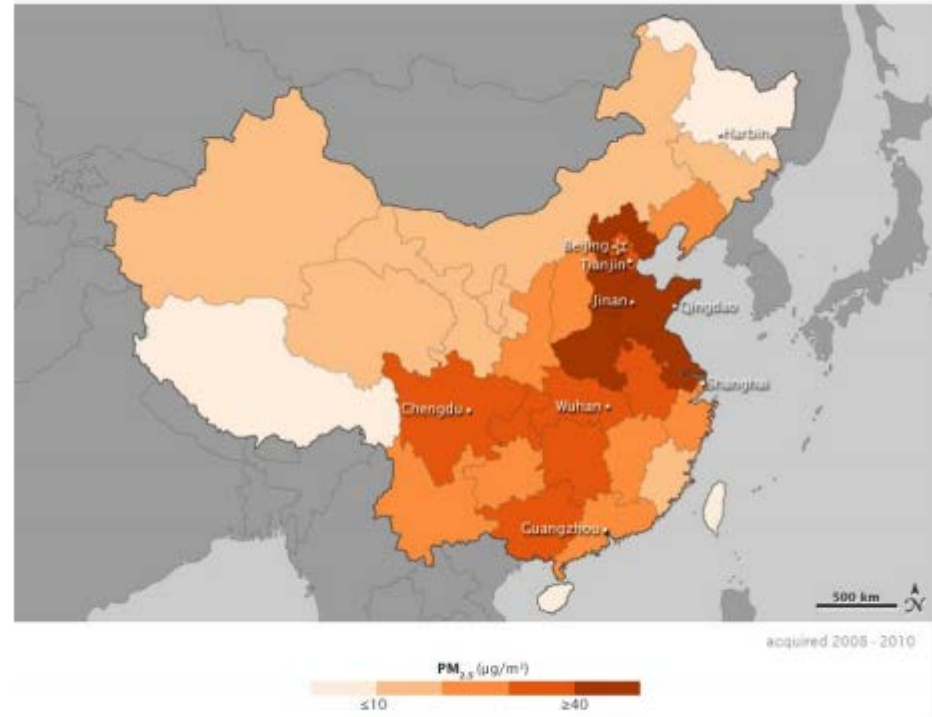 Harbin
Beijing
Tianjin
Jinan
Qingdao
Shanghai
Chengdu
Wuhan
Guangzhou
500 km
N
acquired 2008 - 2010
PM2.5 (µg/m³)
≤10 ≥40